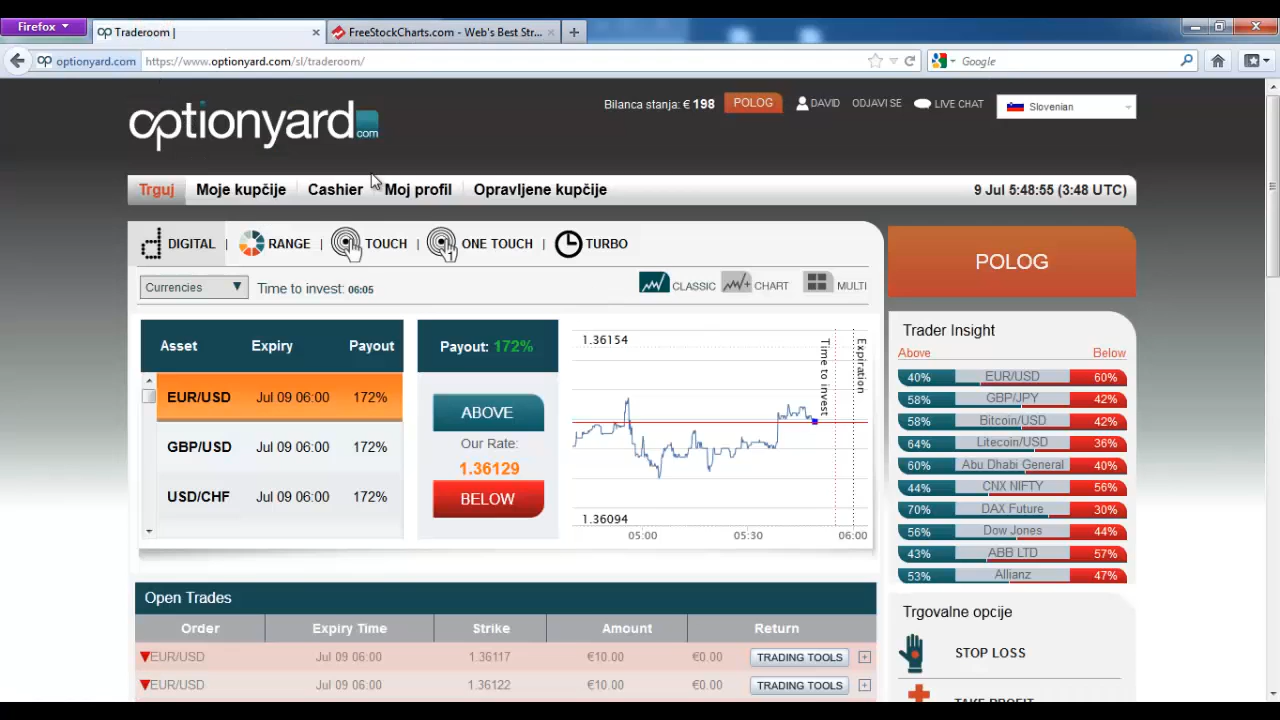 Firefox
Traderoom |
FreeStockCharts.com - Web's Best Str...
optionyard.com
https://www.optionyard.com/sl/traderoom/
Google
optionyard.com
Bilanca stanja: € 198
POLOG
DAVID
ODJAVI SE
LIVE CHAT
Slovenian
Trguj
Moje kupčije
Cashier
Moj profil
Opravljene kupčije
9 Jul 5:48:55 (3:48 UTC)
DIGITAL | RANGE | TOUCH | ONE TOUCH | TURBO
Currencies
Time to invest: 06:05
CLASSIC
CHART
MULTI
POLOG
Asset Expiry Payout
EUR/USD Jul 09 06:00 172%
GBP/USD Jul 09 06:00 172%
USD/CHF Jul 09 06:00 172%
Payout: 172%
ABOVE
Our Rate:
1.36129
BELOW
1.36154
Time to invest
Expiration
1.36094
05:00 05:30 06:00
Trader Insight
Above Below
40% EUR/USD 60%
58% GBP/JPY 42%
58% Bitcoin/USD 42%
64% Litecoin/USD 36%
60% Abu Dhabi General 40%
44% CNX NIFTY 56%
70% DAX Future 30%
56% Dow Jones 44%
43% ABB LTD 57%
53% Allianz 47%
Open Trades
Order Expiry Time Strike Amount Return
EUR/USD Jul 09 06:00 1.36117 €10.00 €0.00 TRADING TOOLS
EUR/USD Jul 09 06:00 1.36122 €10.00 €0.00 TRADING TOOLS
Trgovalne opcije
STOP LOSS
TAKE PROFIT